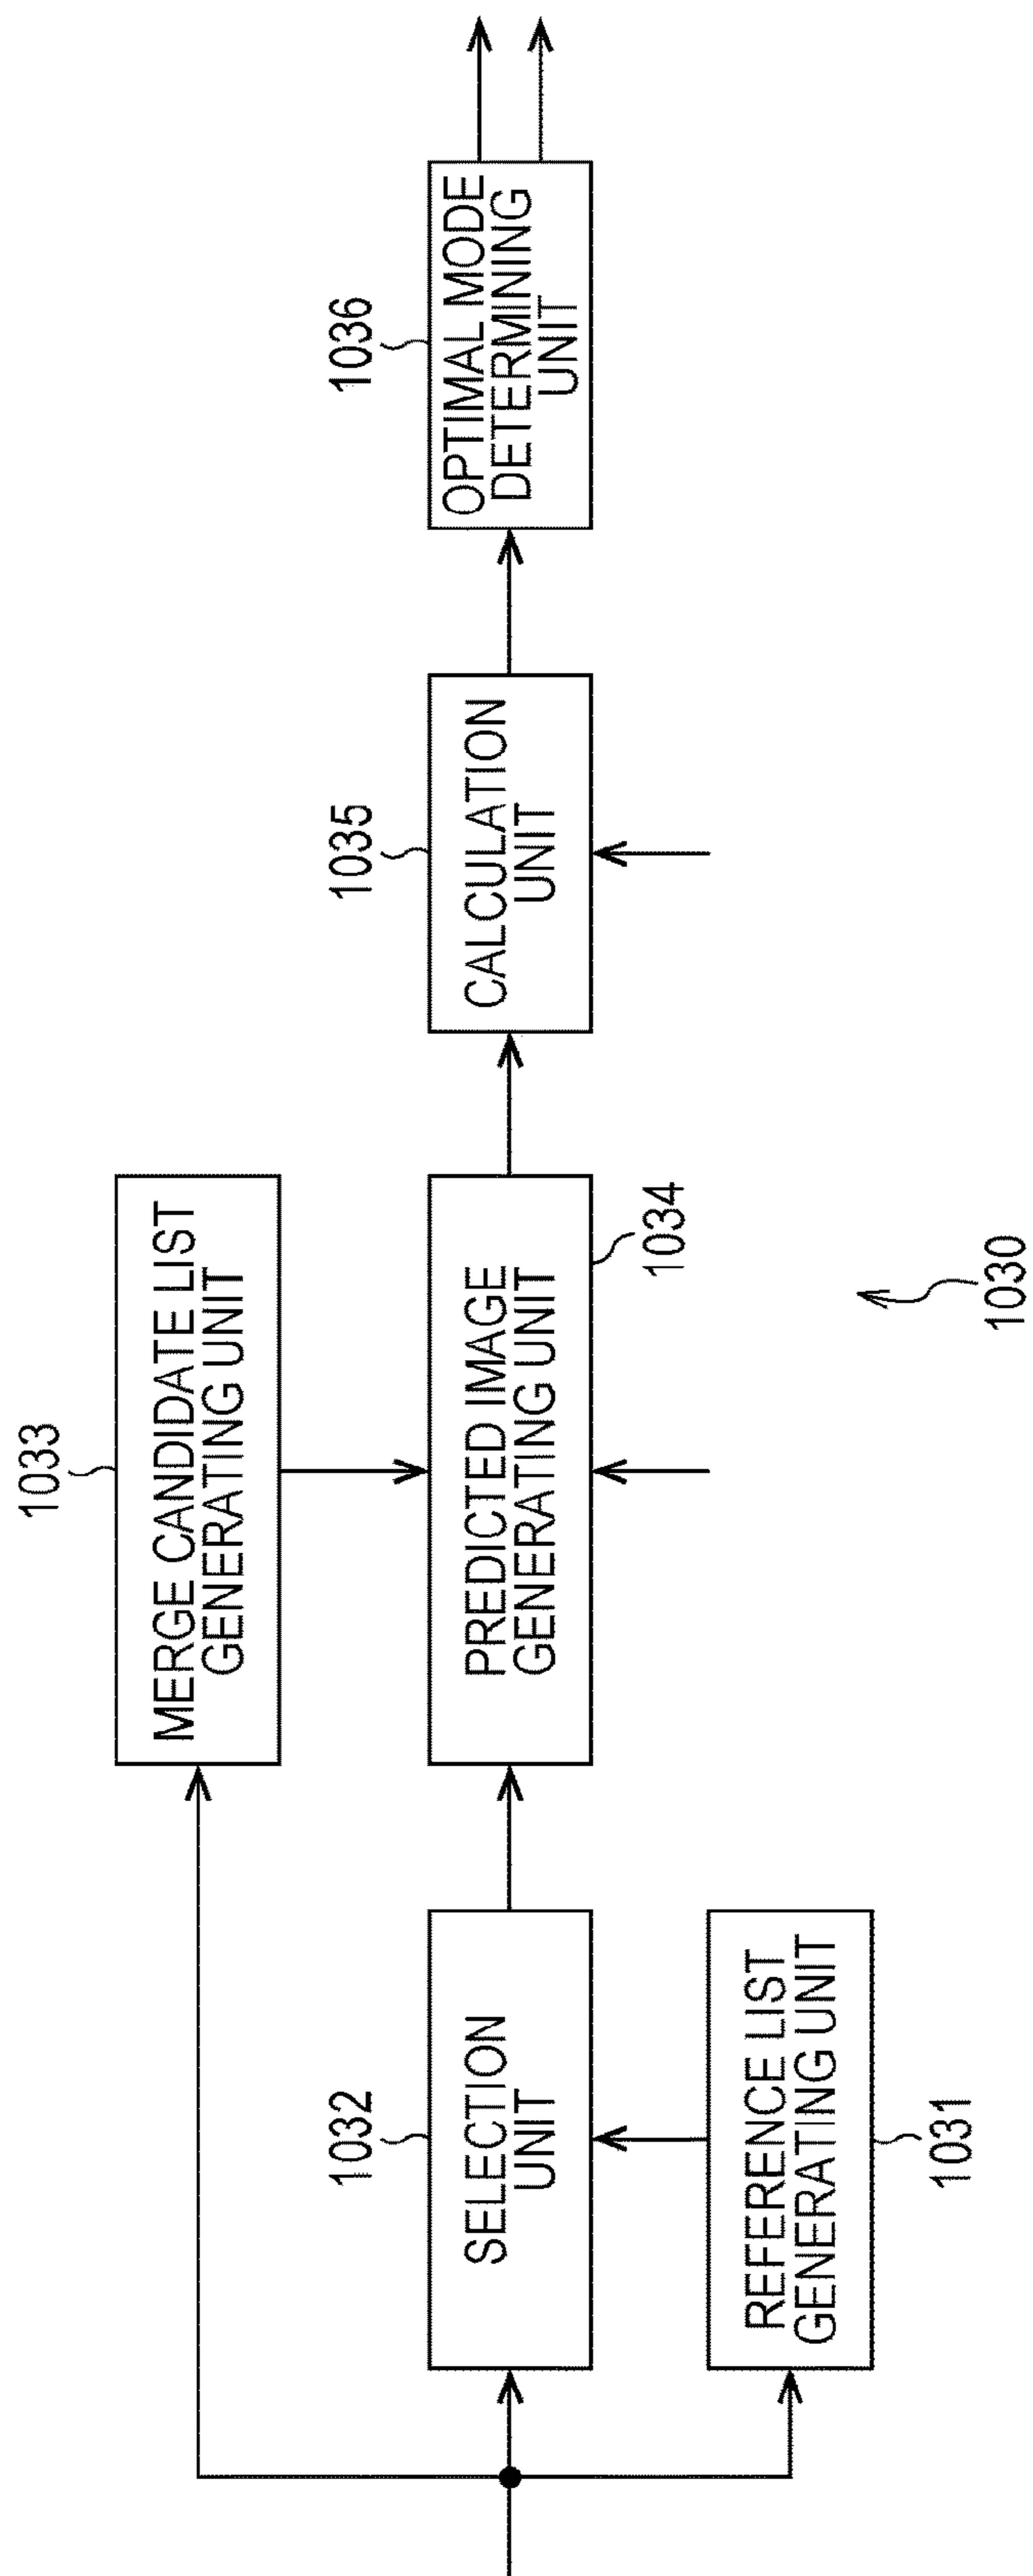 1033
MERGE CANDIDATE LIST
GENERATING UNIT
1032
SELECTION
UNIT
PREDICTED IMAGE
GENERATING UNIT
1034
1035
CALCULATION
UNIT
1036
OPTIMAL MODE
DETERMINING
UNIT
REFERENCE LIST
GENERATING UNIT
1031
1030